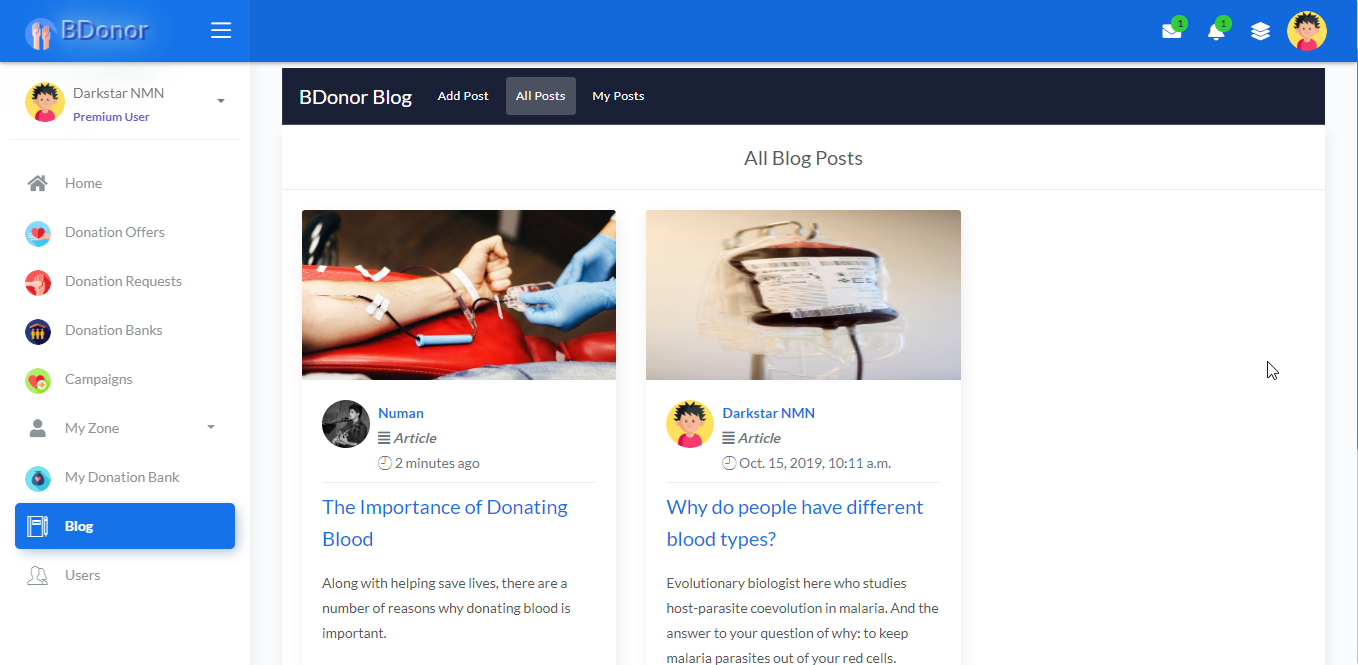 BDonor
1
1
Darkstar NMN
Premium User
Home
Donation Offers
Donation Requests
Donation Banks
Campaigns
My Zone
My Donation Bank
Blog
Users
BDonor Blog
Add Post
All Posts
My Posts
All Blog Posts
Numan
Article
2 minutes ago
The Importance of Donating
Blood
Along with helping save lives, there are a
number of reasons why donating blood is
important.
Darkstar NMN
Article
Oct. 15, 2019, 10:11 a.m.
Why do people have different
blood types?
Evolutionary biologist here who studies
host-parasite coevolution in malaria. And the
answer to your question of why: to keep
malaria parasites out of your red cells.